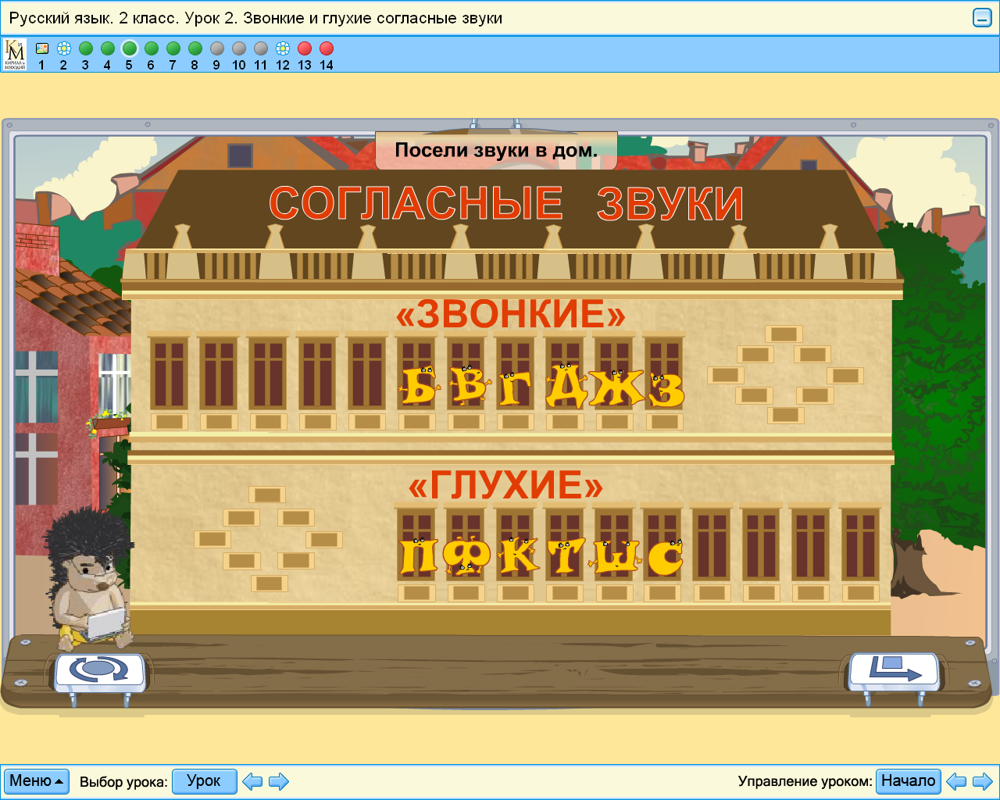 Русский язык. 2 класс. Урок 2. Звонкие и глухие согласные звуки
К и М
КИРИЛЛ и МЕФОДИЙ
1 2 3 4 5 6 7 8 9 10 11 12 13 14
Посели звуки в дом.
СОГЛАСНЫЕ ЗВУКИ
«ЗВОНКИЕ»
Б В Г Д Ж З
«ГЛУХИЕ»
П Ф К Т Ш С
Меню Выбор урока: Урок Управление уроком: Начало